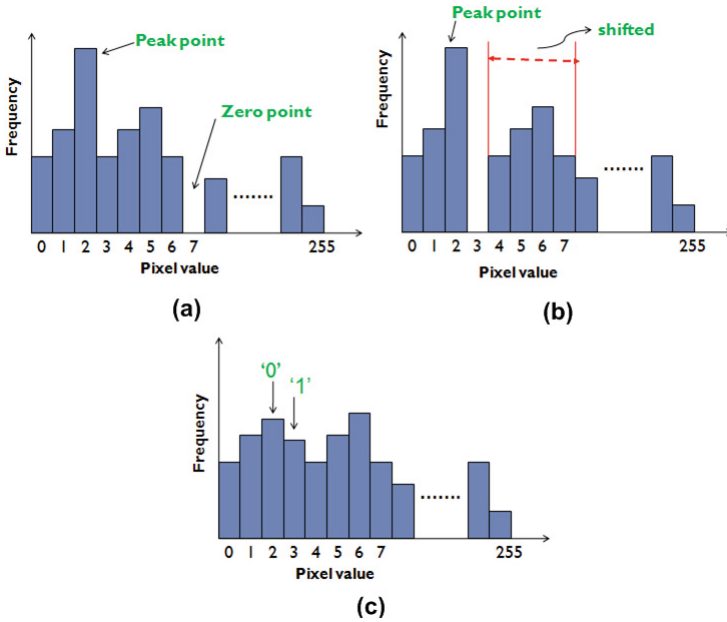 Peak point
Zero point
Frequency
.......
0 1 2 3 4 5 6 7 255
Pixel value
(a)
Peak point
shifted
Frequency
.......
0 1 2 3 4 5 6 7 255
Pixel value
(b)
'0'
'1'
Frequency
.......
0 1 2 3 4 5 6 7 255
Pixel value
(c)